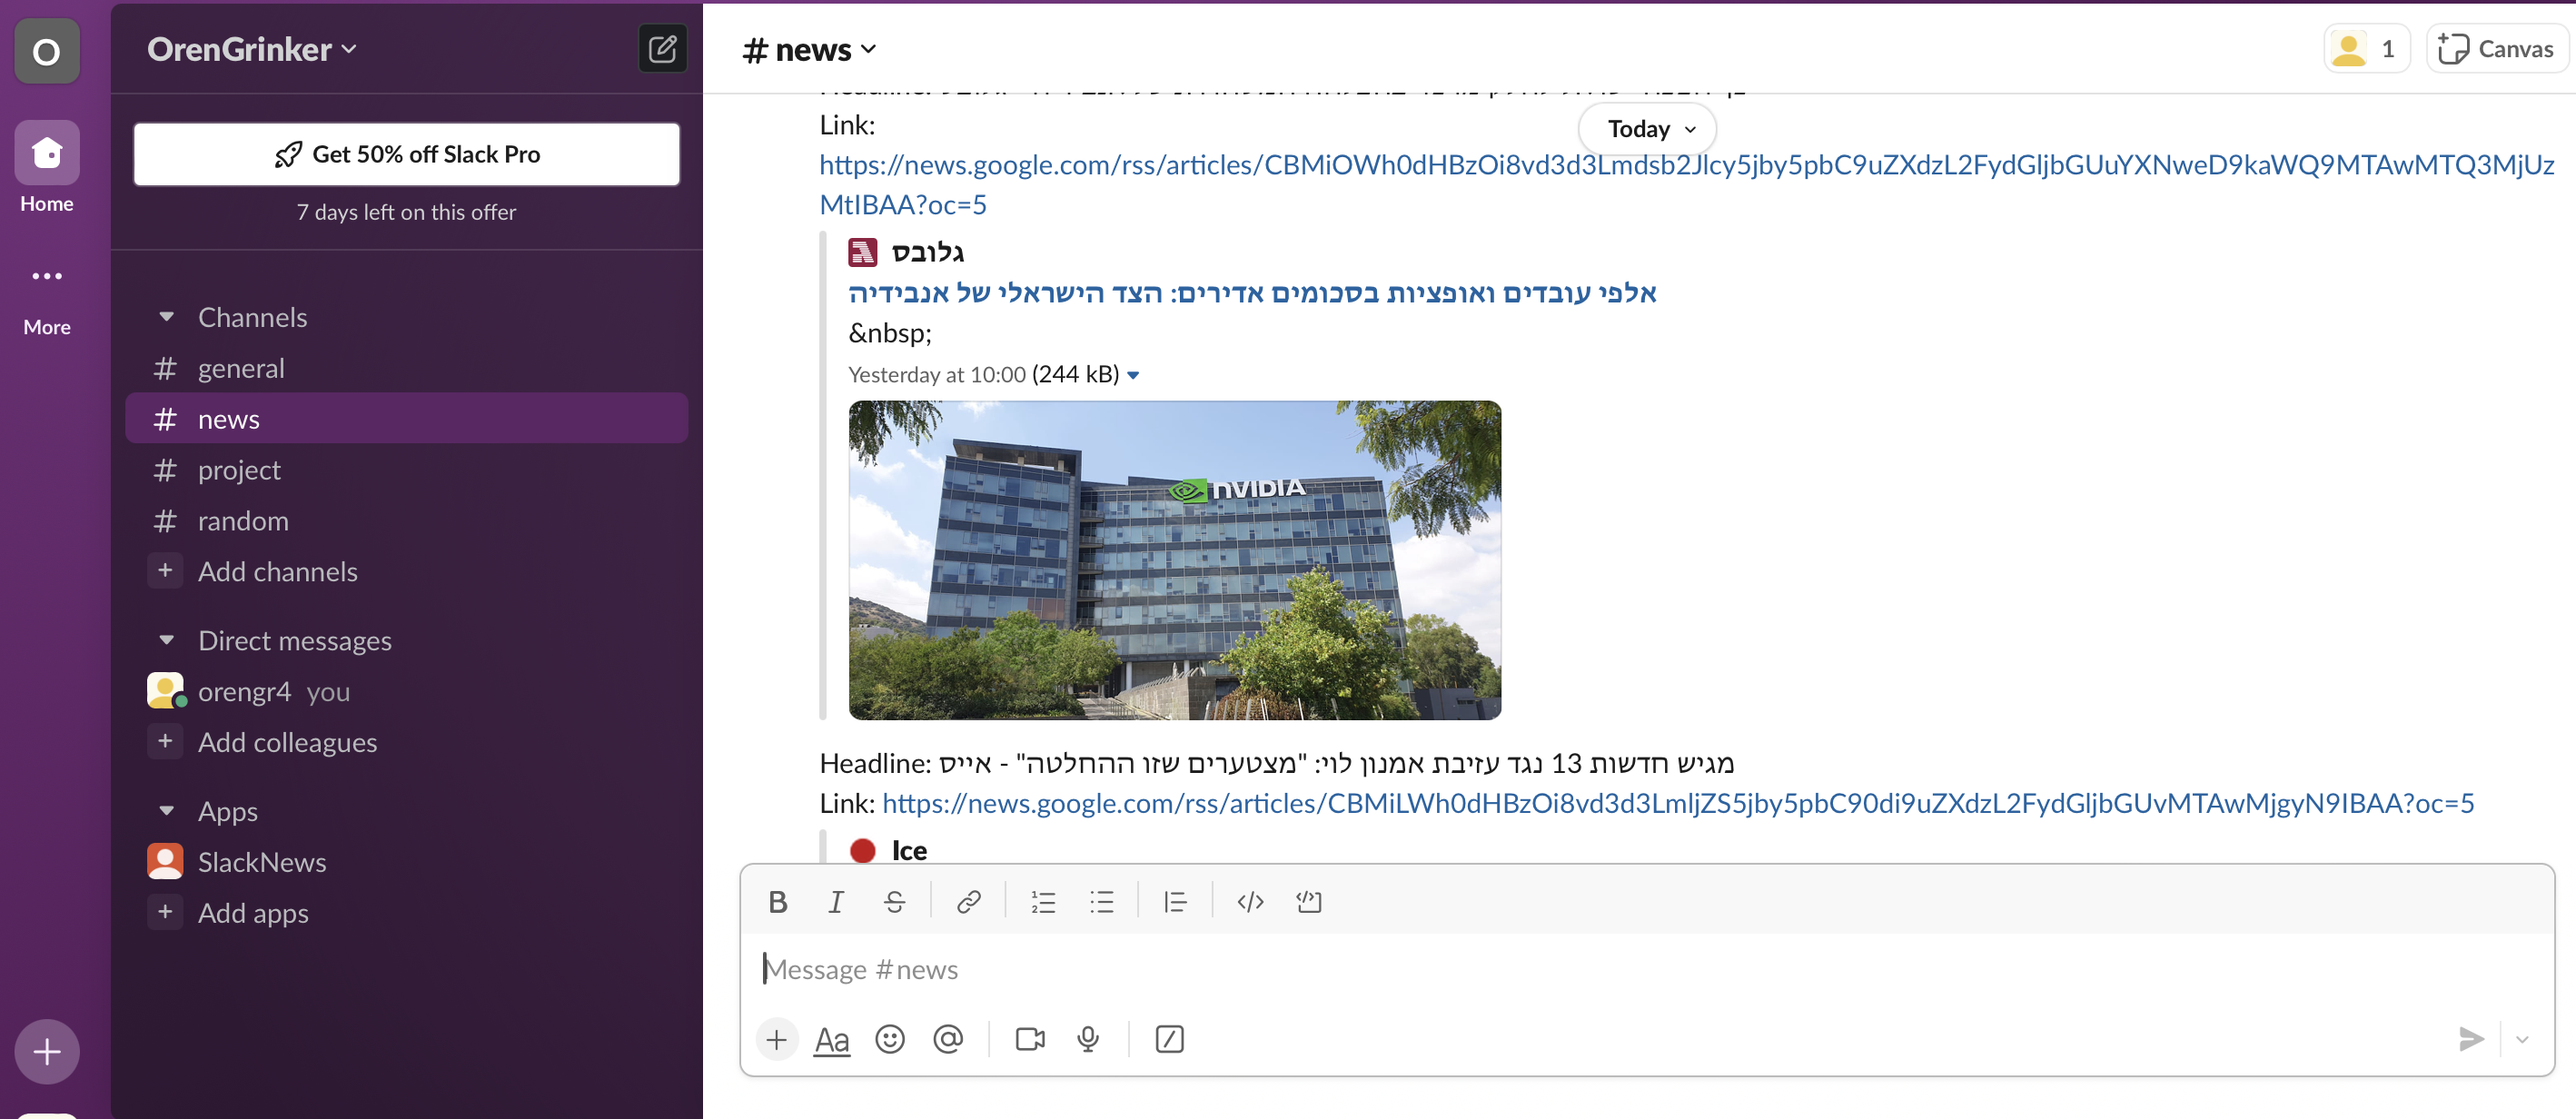 O
Home
More
OrenGrinker
Get 50% off Slack Pro
7 days left on this offer
Channels
# general
# news
# project
# random
+ Add channels
Direct messages
orengr4 you
+ Add colleagues
Apps
SlackNews
+ Add apps
# news
1
Canvas
Today
Link:
https://news.google.com/rss/articles/CBMiOWh0dHBzOi8vd3d3Lmdsb2Jlcy5jby5pbC9uZXdzL2FydGljbGUuYXNweD9kaWQ9MTAwMTQ3MjUz
MtIBAA?oc=5
גלובס
אלפי עובדים ואופציות בסכומים אדירים: הצד הישראלי של אנבידיה
&nbsp;
Yesterday at 10:00 (244 kB)
NVIDIA
Headline: מגיש חדשות 13 נגד עזיבת אמנון לוי: "מצטערים שזו ההחלטה" - אייס
Link: https://news.google.com/rss/articles/CBMiLWh0dHBzOi8vd3d3LmljZS5jby5pbC90di9uZXdzL2FydGljbGUvMTAwMjgyN9IBAA?oc=5
Ice
Message #news
Aa